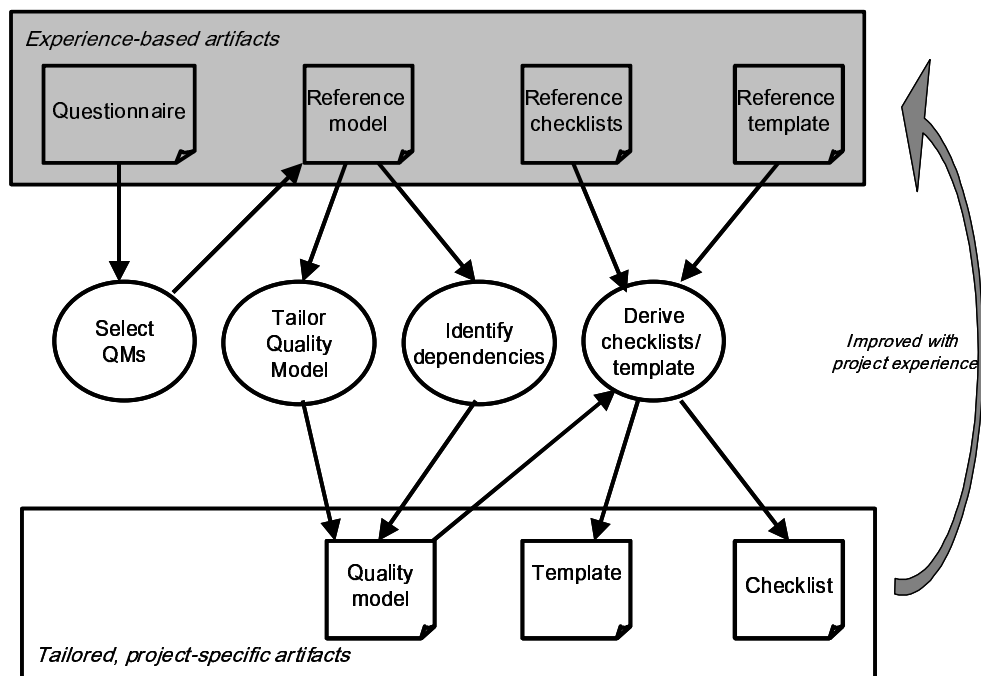 Experience-based artifacts
Questionnaire
Reference
model
Reference
checklists
Reference
template
Select
QMs
Tailor
Quality
Model
Identify
dependencies
Derive
checklists/
template
Improved with
project experience
Quality
model
Template
Checklist
Tailored, project-specific artifacts